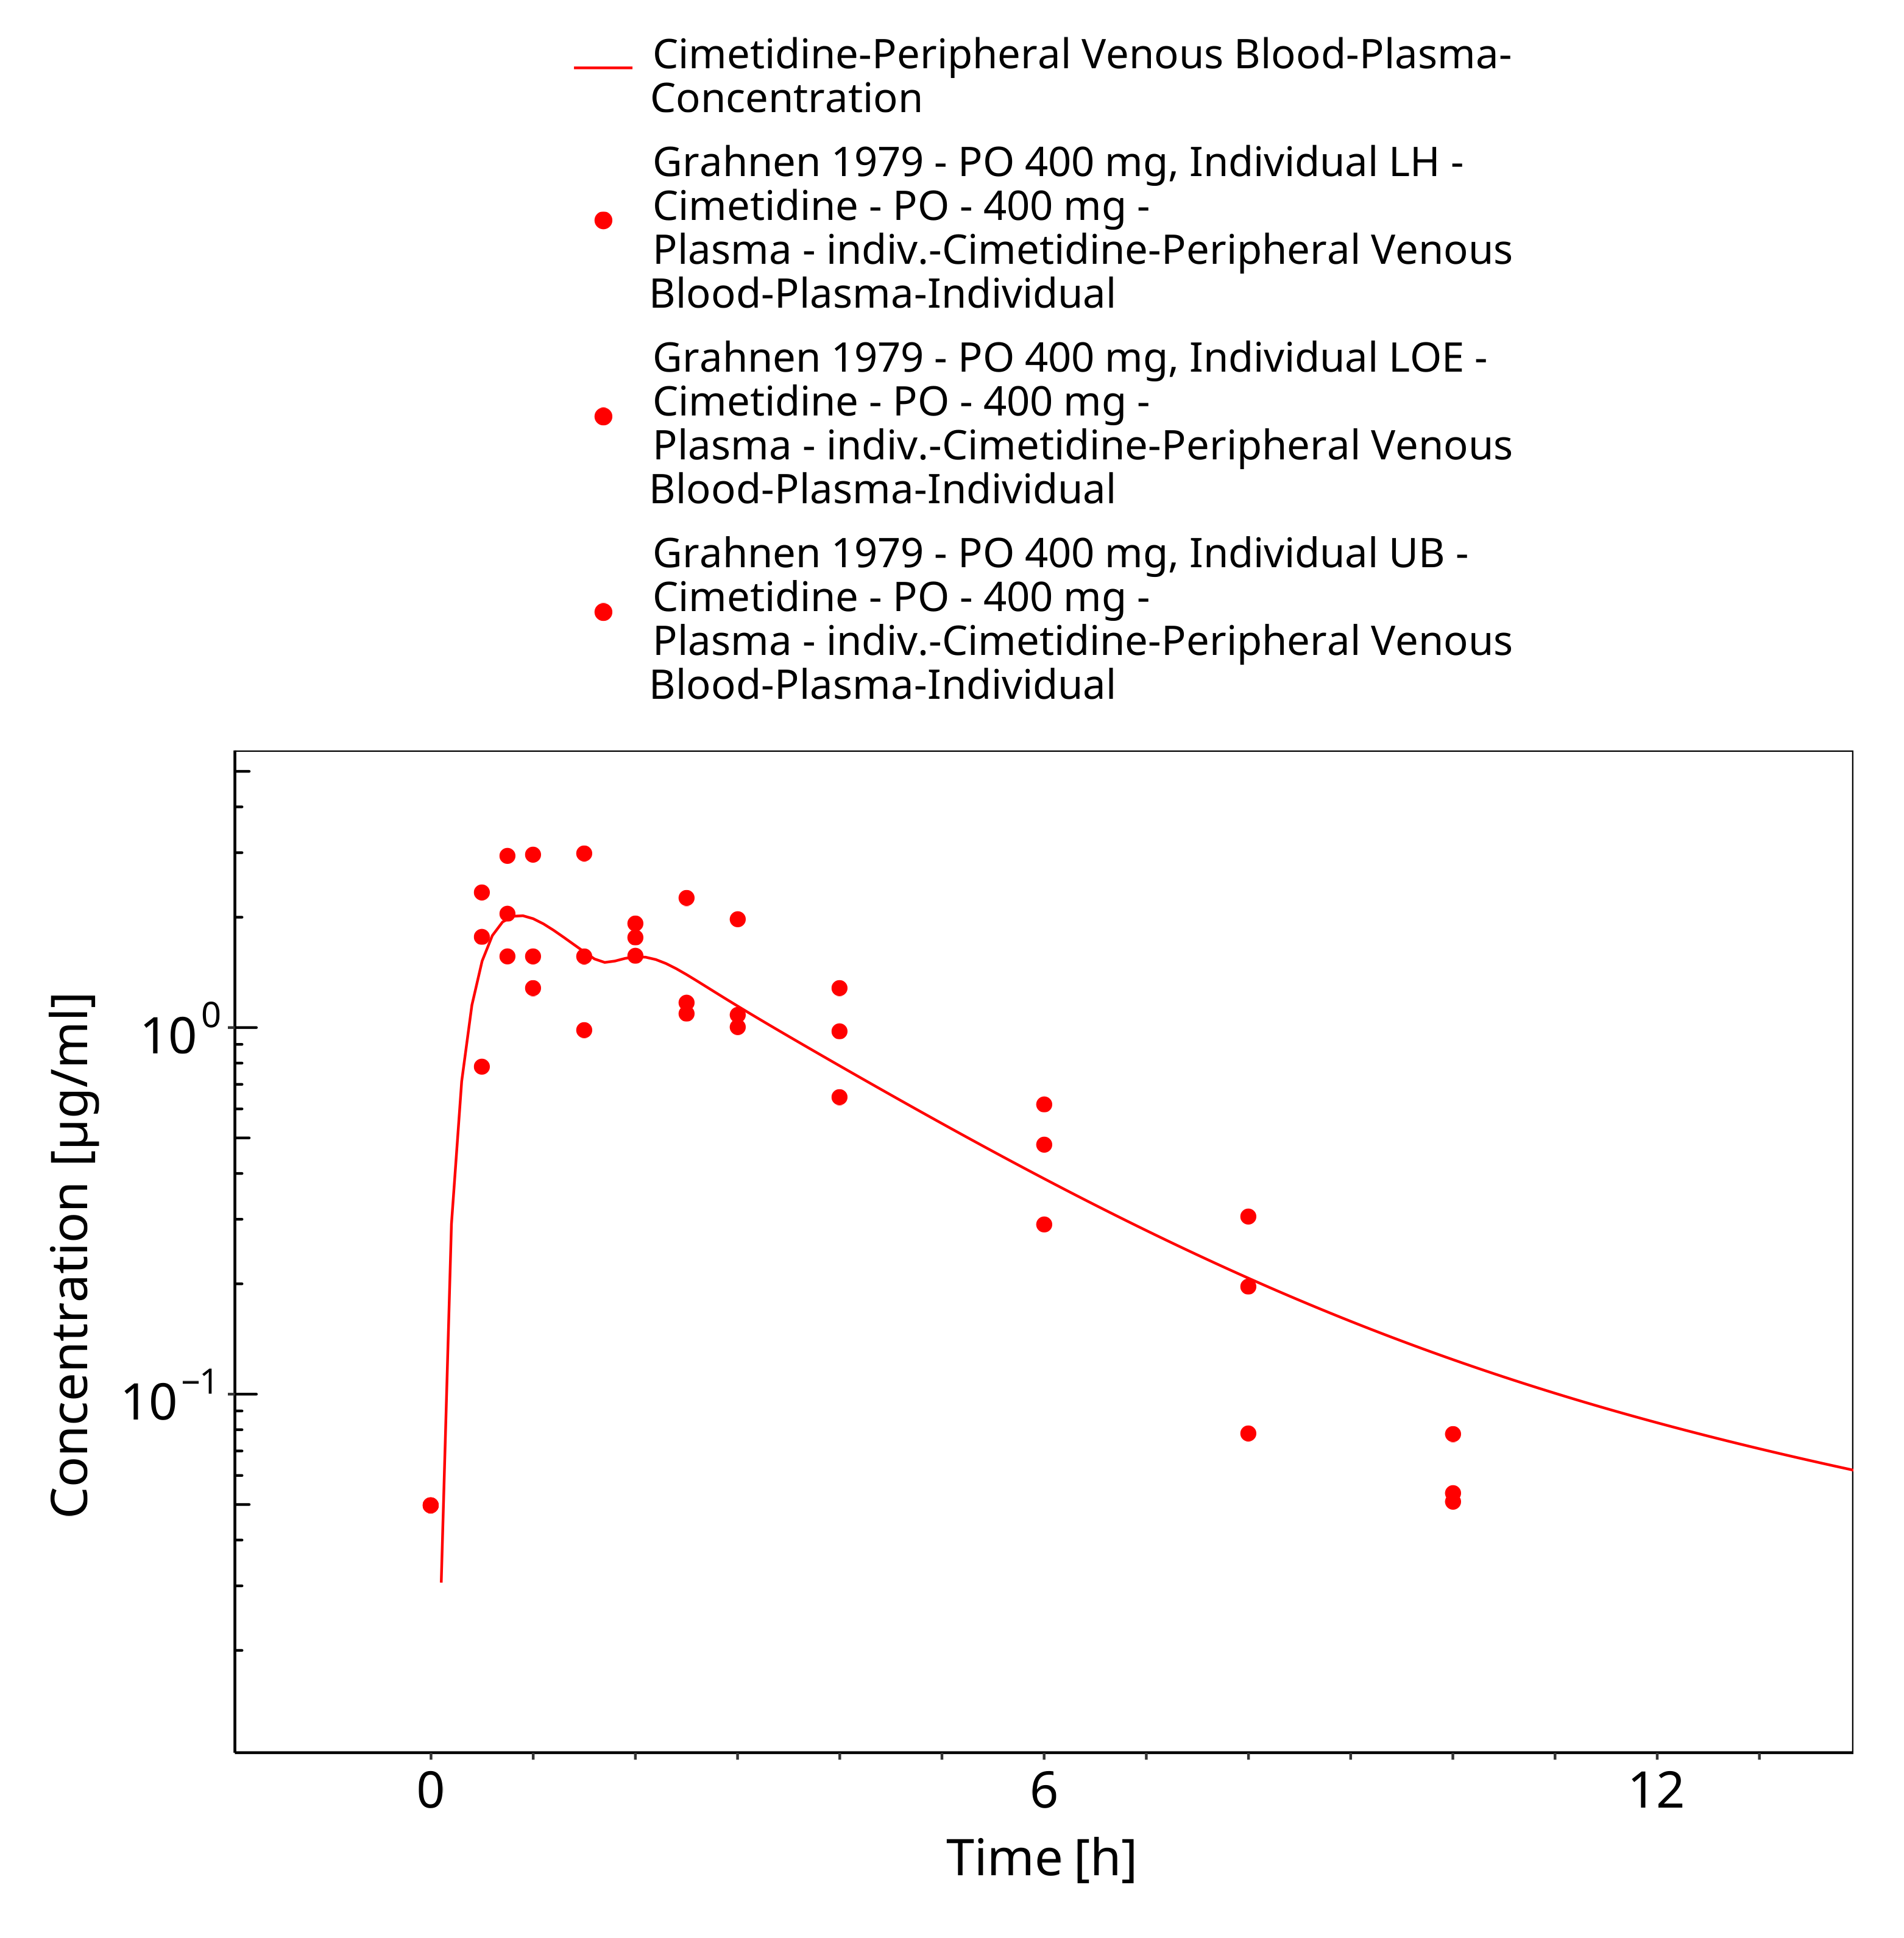 Cimetidine-Peripheral Venous Blood-Plasma-
Concentration
Grahnen 1979 - PO 400 mg, Individual LH -
Cimetidine - PO - 400 mg -
Plasma - indiv.-Cimetidine-Peripheral Venous
Blood-Plasma-Individual
Grahnen 1979 - PO 400 mg, Individual LOE -
Cimetidine - PO - 400 mg -
Plasma - indiv.-Cimetidine-Peripheral Venous
Blood-Plasma-Individual
Grahnen 1979 - PO 400 mg, Individual UB -
Cimetidine - PO - 400 mg -
Plasma - indiv.-Cimetidine-Peripheral Venous
Blood-Plasma-Individual
Concentration [µg/ml]
10⁰
10⁻¹
0 6 12
Time [h]